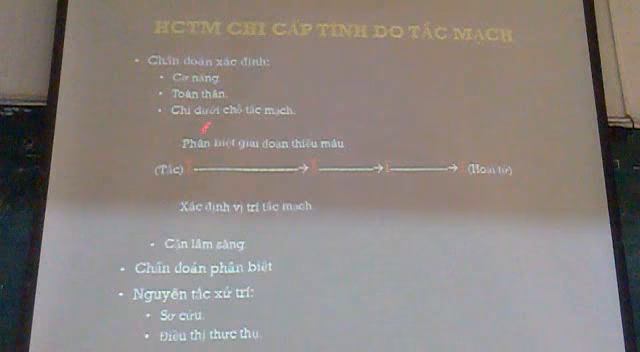 HCTM CHI CẤP TÍNH DO TẮC MẠCH
Chẩn đoán xác định:
Cơ năng
Toàn thân.
Chi dưới chỗ tắc mạch.
Phân biệt giai đoạn thiếu máu
(Tắc) (Hoại tử)
Xác định vị trí tắc mạch
Cận lâm sàng
Chẩn đoán phân biệt
Nguyên tắc xử trí:
Sơ cứu.
Điều thị thực thụ.